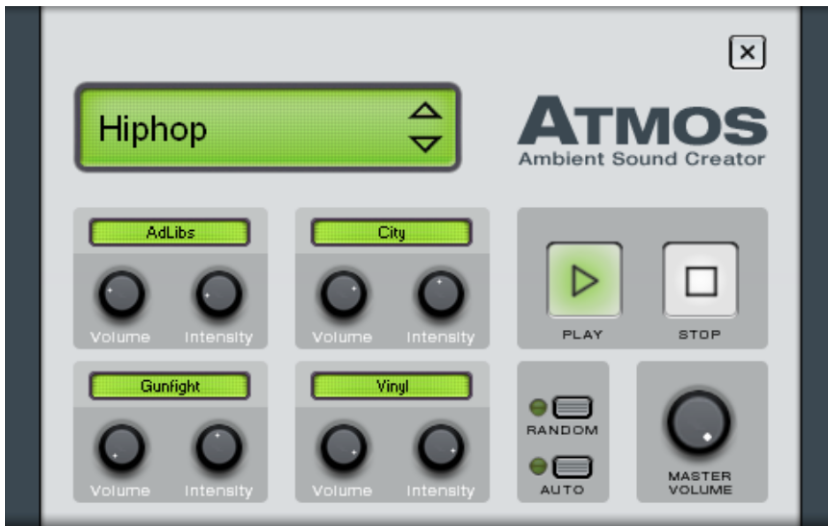 Hiphop
ATMOS
Ambient Sound Creator
AdLibs
Volume Intensity
City
Volume Intensity
PLAY STOP
Gunfight
Volume Intensity
Vinyl
Volume Intensity
RANDOM
AUTO
MASTER
VOLUME